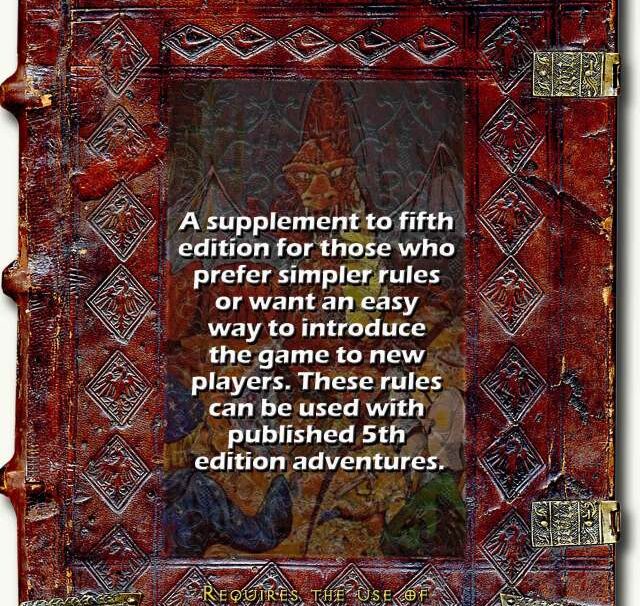 A supplement to fifth
edition for those who
prefer simpler rules
or want an easy
way to introduce
the game to new
players. These rules
can be used with
published 5th
edition adventures.
Requires the use of